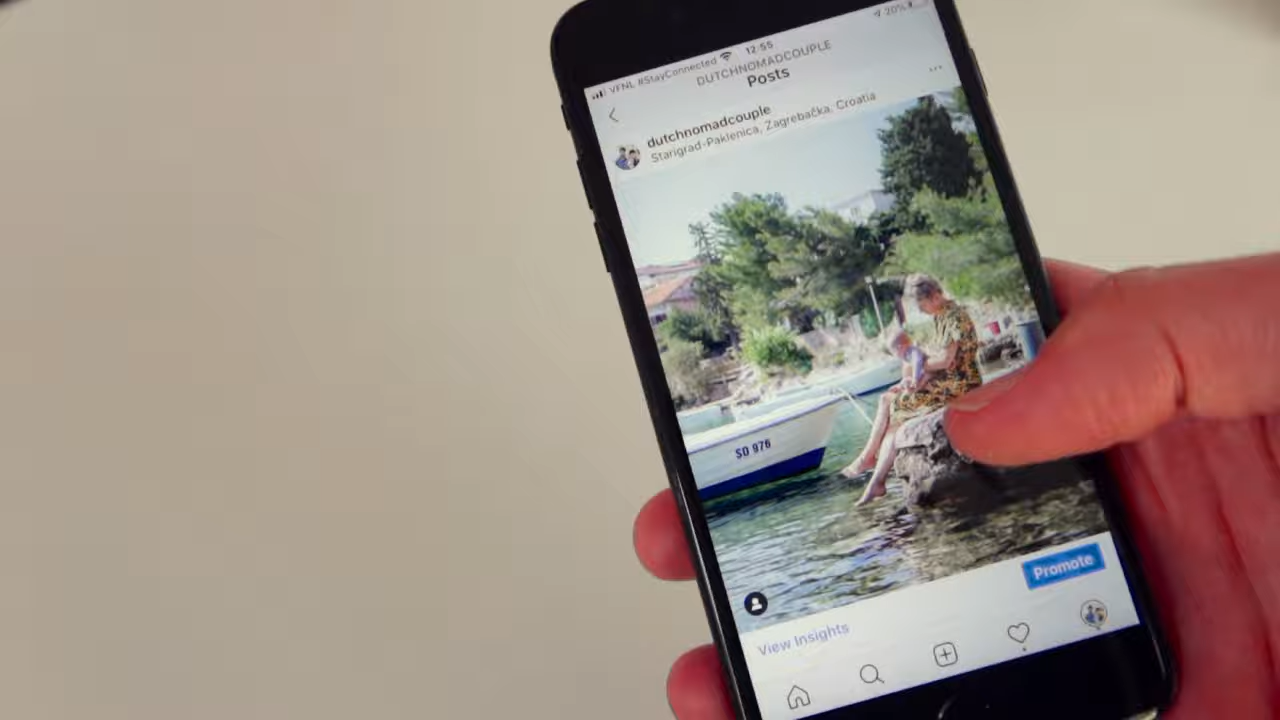 VFNL #StayConnected 12:55 20%
DUTCHNOMADCOUPLE
Posts
dutchnomadcouple
Starigrad-Paklenica, Zagrebačka, Croatia
SD 976
Promote
View Insights